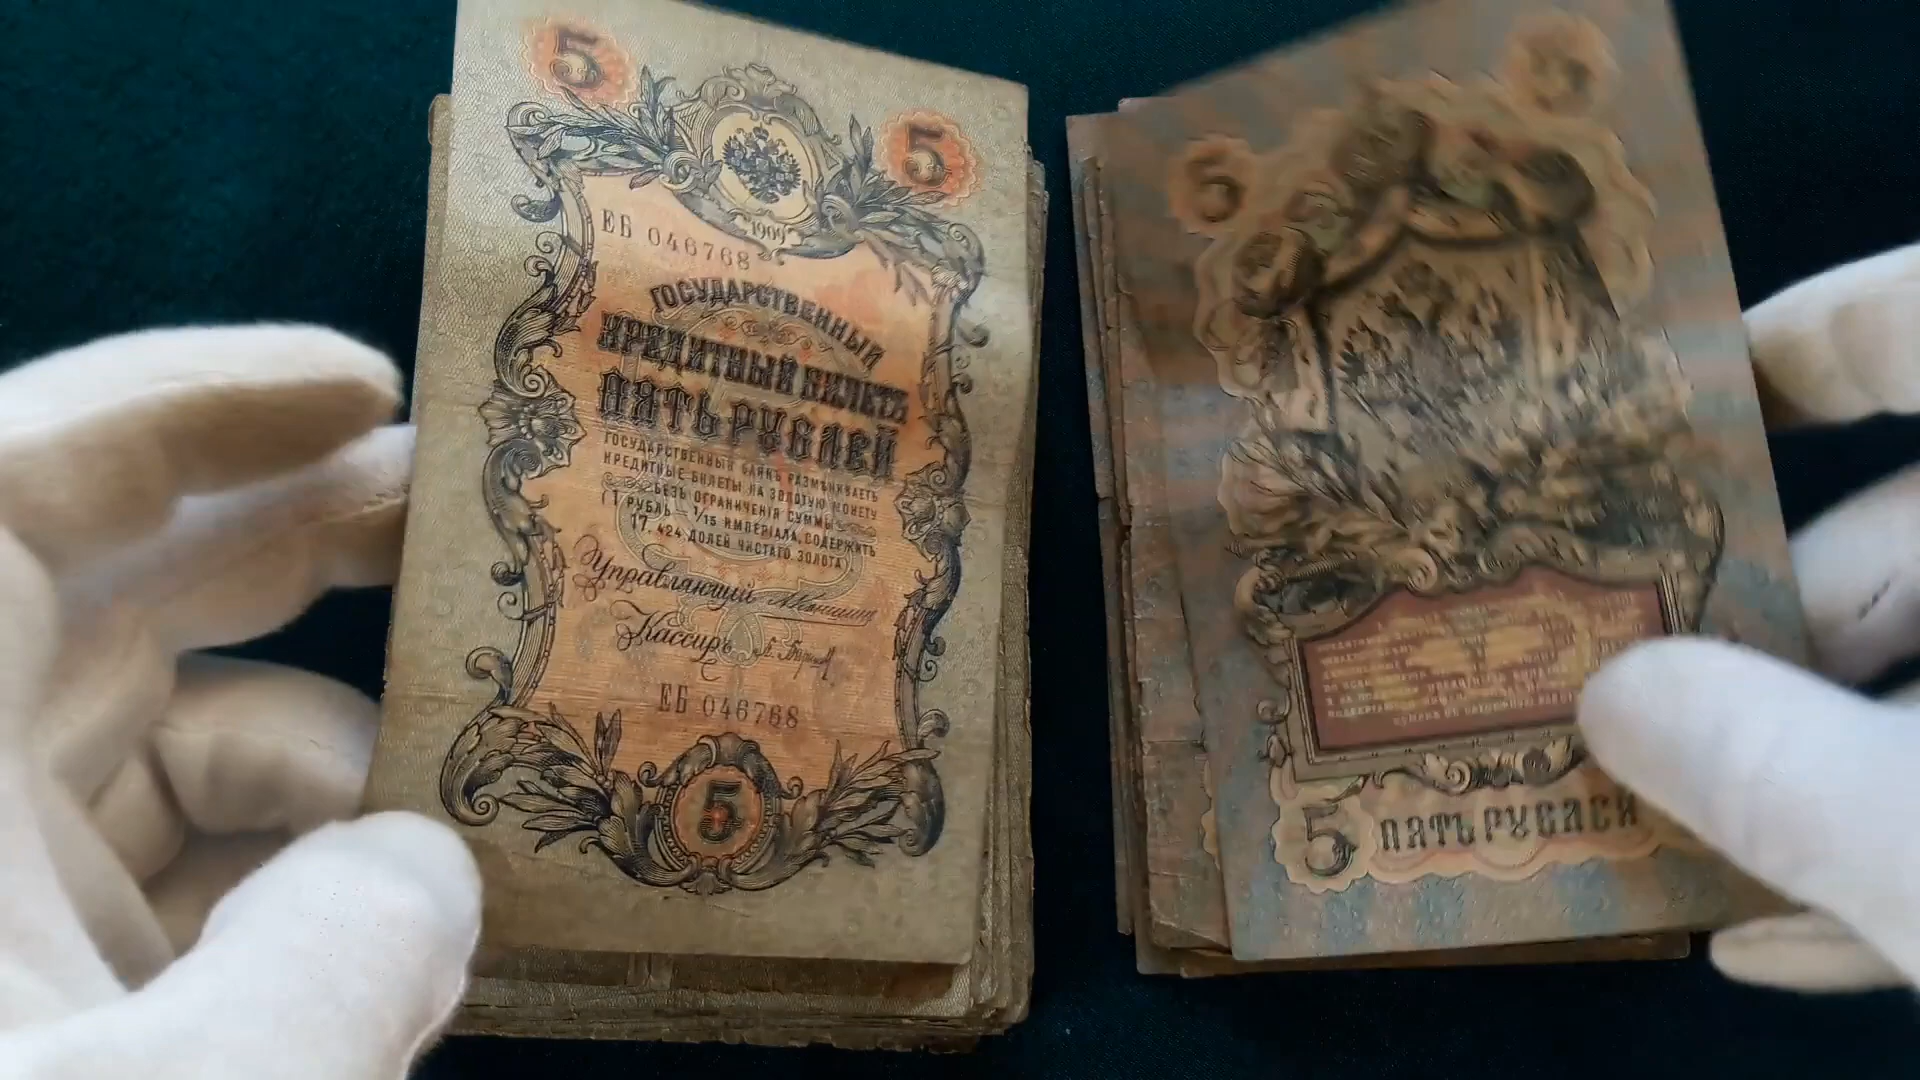 5
5
1909
ЕБ 046768
ГОСУДАРСТВЕННЫЙ
КРЕДИТНЫЙ БИЛЕТЪ
ПЯТЬ РУБЛЕЙ
ГОСУДАРСТВЕННЫЙ БАНКЪ РАЗМѢНИВАЕТЪ
КРЕДИТНЫЕ БИЛЕТЫ НА ЗОЛОТУЮ МОНЕТУ
БЕЗЪ ОГРАНИЧЕНІЯ СУММЫ
(1 РУБЛЬ = 1/15 ИМПЕРІАЛА, СОДЕРЖИТЪ
17,424 ДОЛЕЙ ЧИСТАГО ЗОЛОТА)
Управляющій
Кассиръ
ЕБ 046768
5
5
5
5 ПЯТЬ РУБЛЕЙ